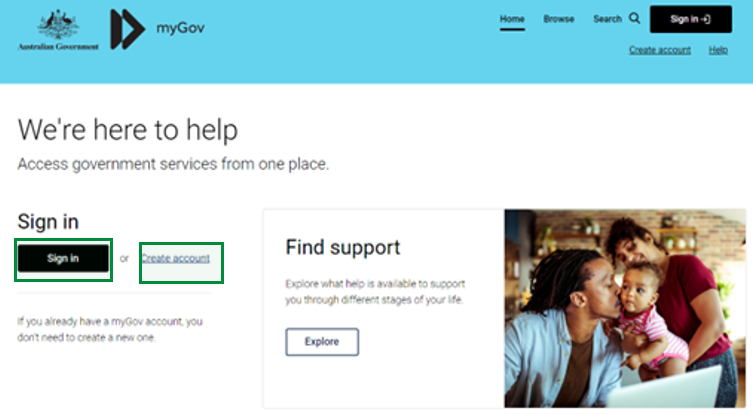 Australian Government
myGov
Home Browse Search Sign in
Create account Help
We're here to help
Access government services from one place.
Sign in
Sign in or Create account
If you already have a myGov account, you
don't need to create a new one.
Find support
Explore what help is available to support
you through different stages of your life.
Explore